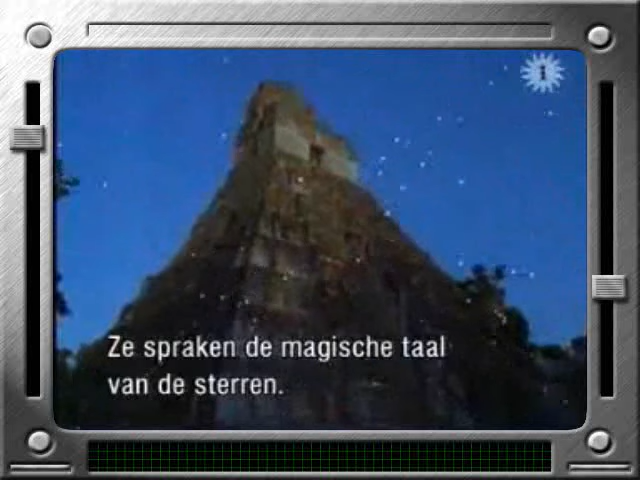 Ze spraken de magische taal
van de sterren.